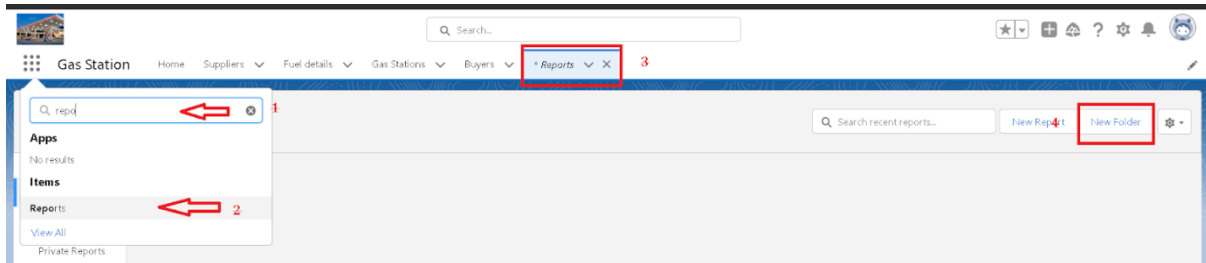 Search...
Gas Station Home Suppliers Fuel details Gas Stations Buyers * Reports 3
repo 1
Search recent reports... New Report 4 New Folder
Apps
No results
Items
Reports 2
View All
Private Reports